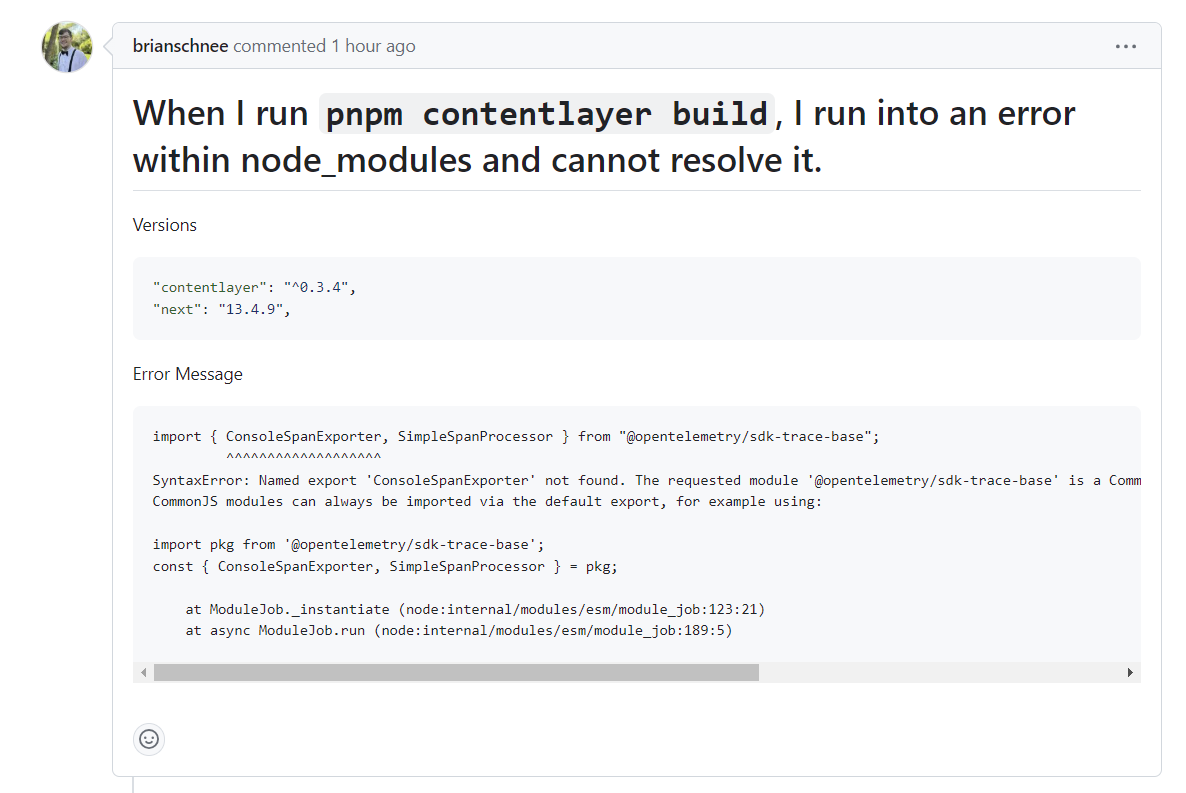 brianschnee commented 1 hour ago
When I run pnpm contentlayer build, I run into an error
within node_modules and cannot resolve it.
Versions
"contentlayer": "^0.3.4",
"next": "13.4.9",
Error Message
import { ConsoleSpanExporter, SimpleSpanProcessor } from "@opentelemetry/sdk-trace-base";
^^^^^^^^^^^^^^^^^^^
SyntaxError: Named export 'ConsoleSpanExporter' not found. The requested module '@opentelemetry/sdk-trace-base' is a Comm
CommonJS modules can always be imported via the default export, for example using:
import pkg from '@opentelemetry/sdk-trace-base';
const { ConsoleSpanExporter, SimpleSpanProcessor } = pkg;
at ModuleJob._instantiate (node:internal/modules/esm/module_job:123:21)
at async ModuleJob.run (node:internal/modules/esm/module_job:189:5)